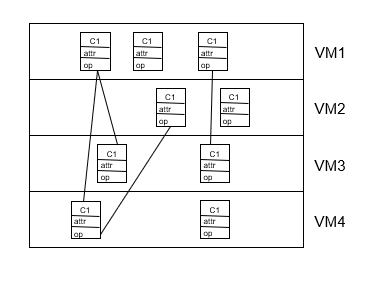 C1 C1 C1
attr attr attr
op op op
VM1
C1 C1
attr attr
op op
VM2
C1 C1
attr attr
op op
VM3
C1 C1
attr attr
op op
VM4